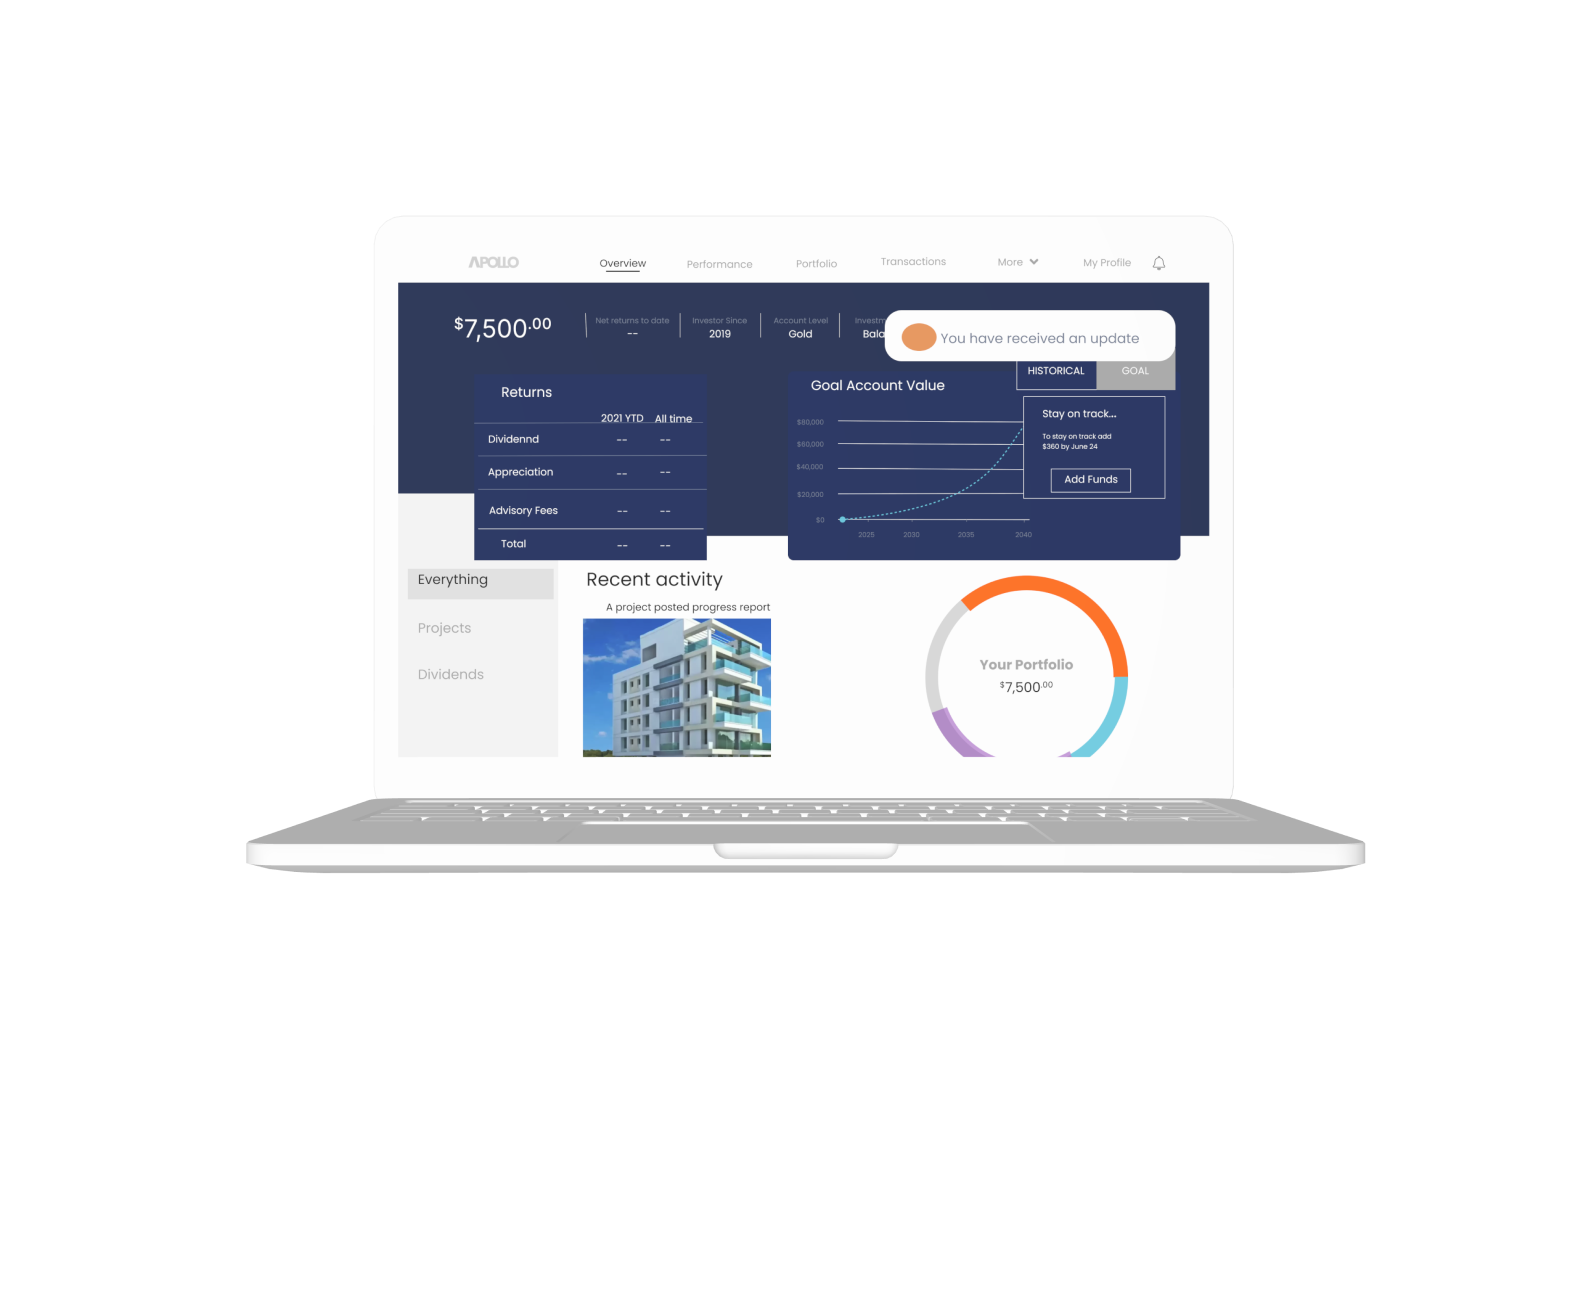 APOLLO
Overview
Performance
Portfolio
Transactions
More
My Profile
$7,500.00
Net returns to date
--
Investor Since
2019
Account Level
Gold
You have received an update
HISTORICAL
GOAL
Returns
2021 YTD All time
Dividennd -- --
Appreciation -- --
Advisory Fees -- --
Total -- --
Goal Account Value
$80,000
$60,000
$40,000
$20,000
$0
2025 2030 2035 2040
Stay on track...
To stay on track add
$360 by June 24
Add Funds
Everything
Projects
Dividends
Recent activity
A project posted progress report
Your Portfolio
$7,500.00